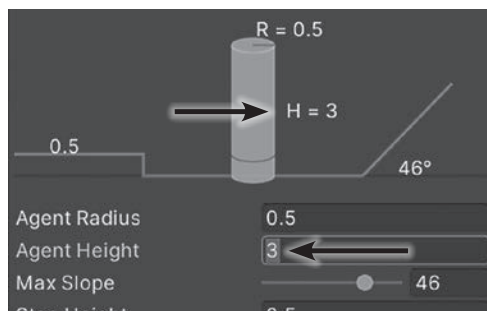 R = 0.5
H = 3
0.5
46°
Agent Radius 0.5
Agent Height 3
Max Slope 46